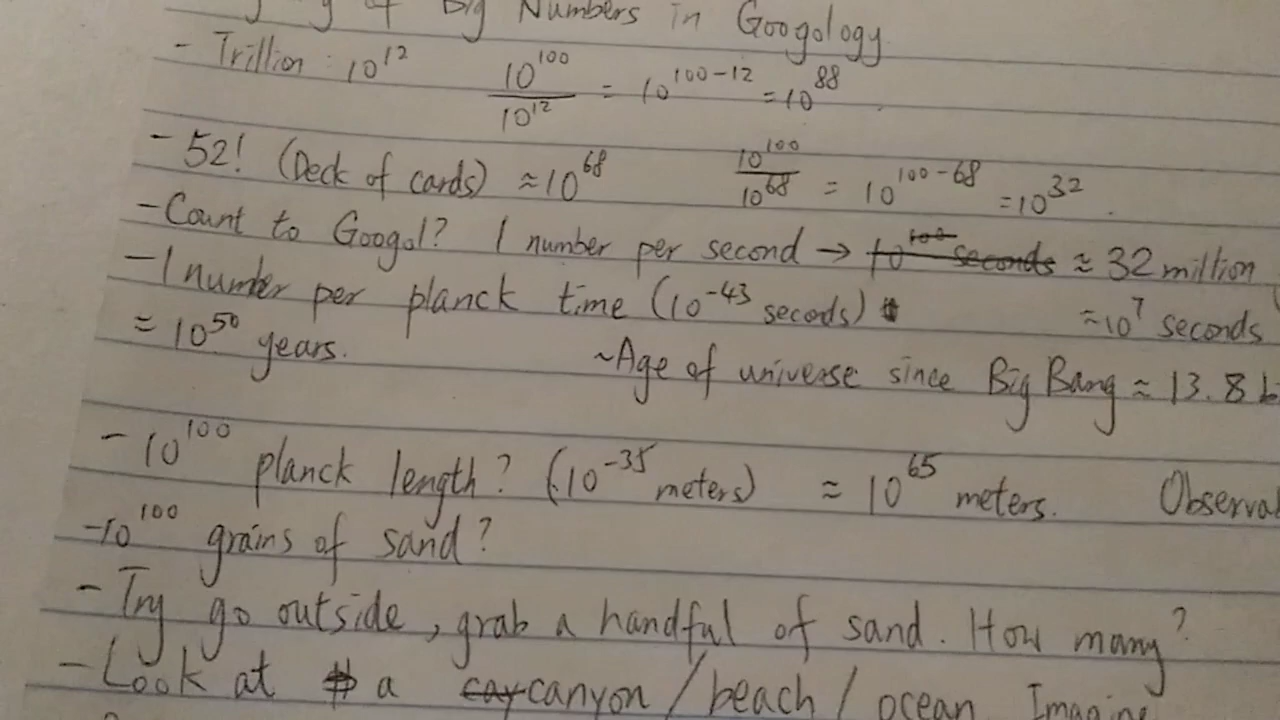 of Big Numbers in Googology
- Trillion : 10^12 10^100/10^12 = 10^100-12 = 10^88
- 52! (Deck of cards) ≈ 10^68 10^100/10^68 = 10^100-68 = 10^32.
- Count to Googol? 1 number per second → 10^100 seconds ≈ 32 million
- 1 number per planck time (10^-43 seconds) ≈ 10^7 seconds
= 10^50 years. ~Age of universe since Big Bang ≈ 13.8 b
- 10^100 planck length? (10^-35 meters) ≈ 10^65 meters. Observa
- 10^100 grains of sand?
- Try go outside, grab a handful of sand. How many?
- Look at a cay canyon / beach / ocean. Imagine